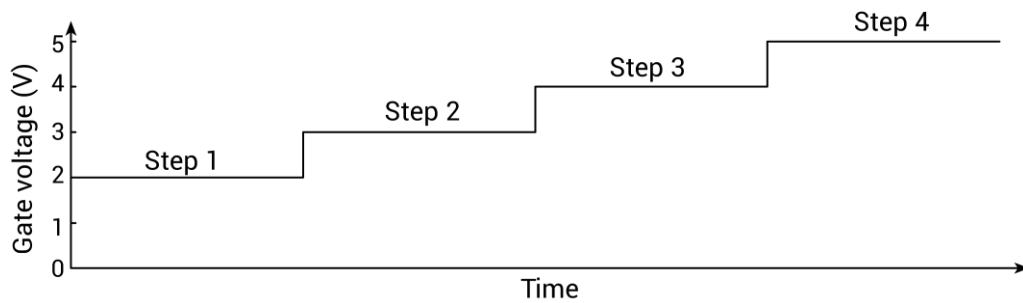 Gate voltage (V)
5
4
3
2
1
0
Step 1
Step 2
Step 3
Step 4
Time